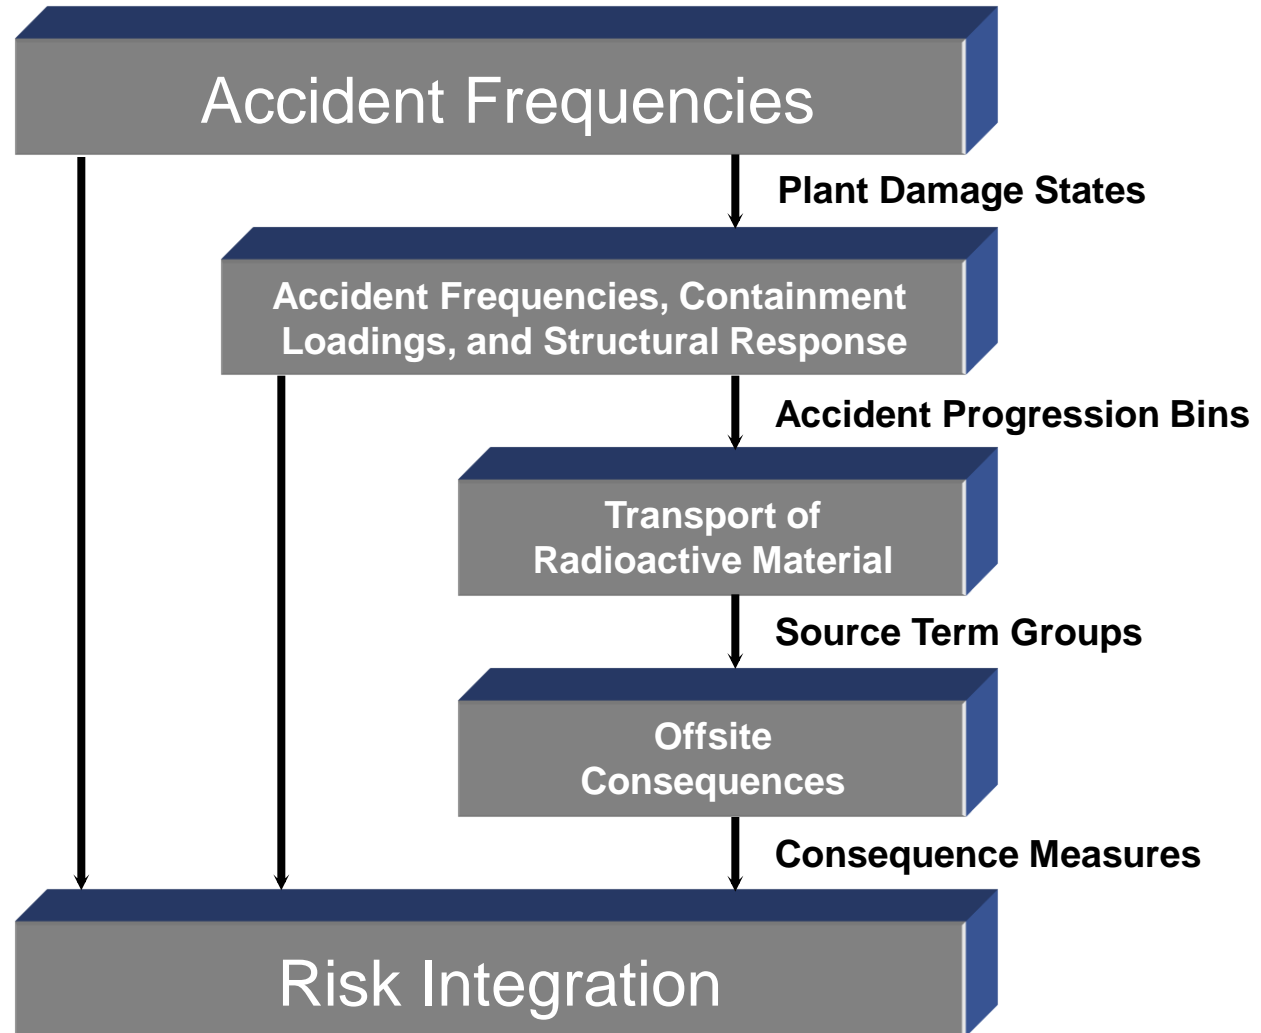 Accident Frequencies
Plant Damage States
Accident Frequencies, Containment
Loadings, and Structural Response
Accident Progression Bins
Transport of
Radioactive Material
Source Term Groups
Offsite
Consequences
Consequence Measures
Risk Integration